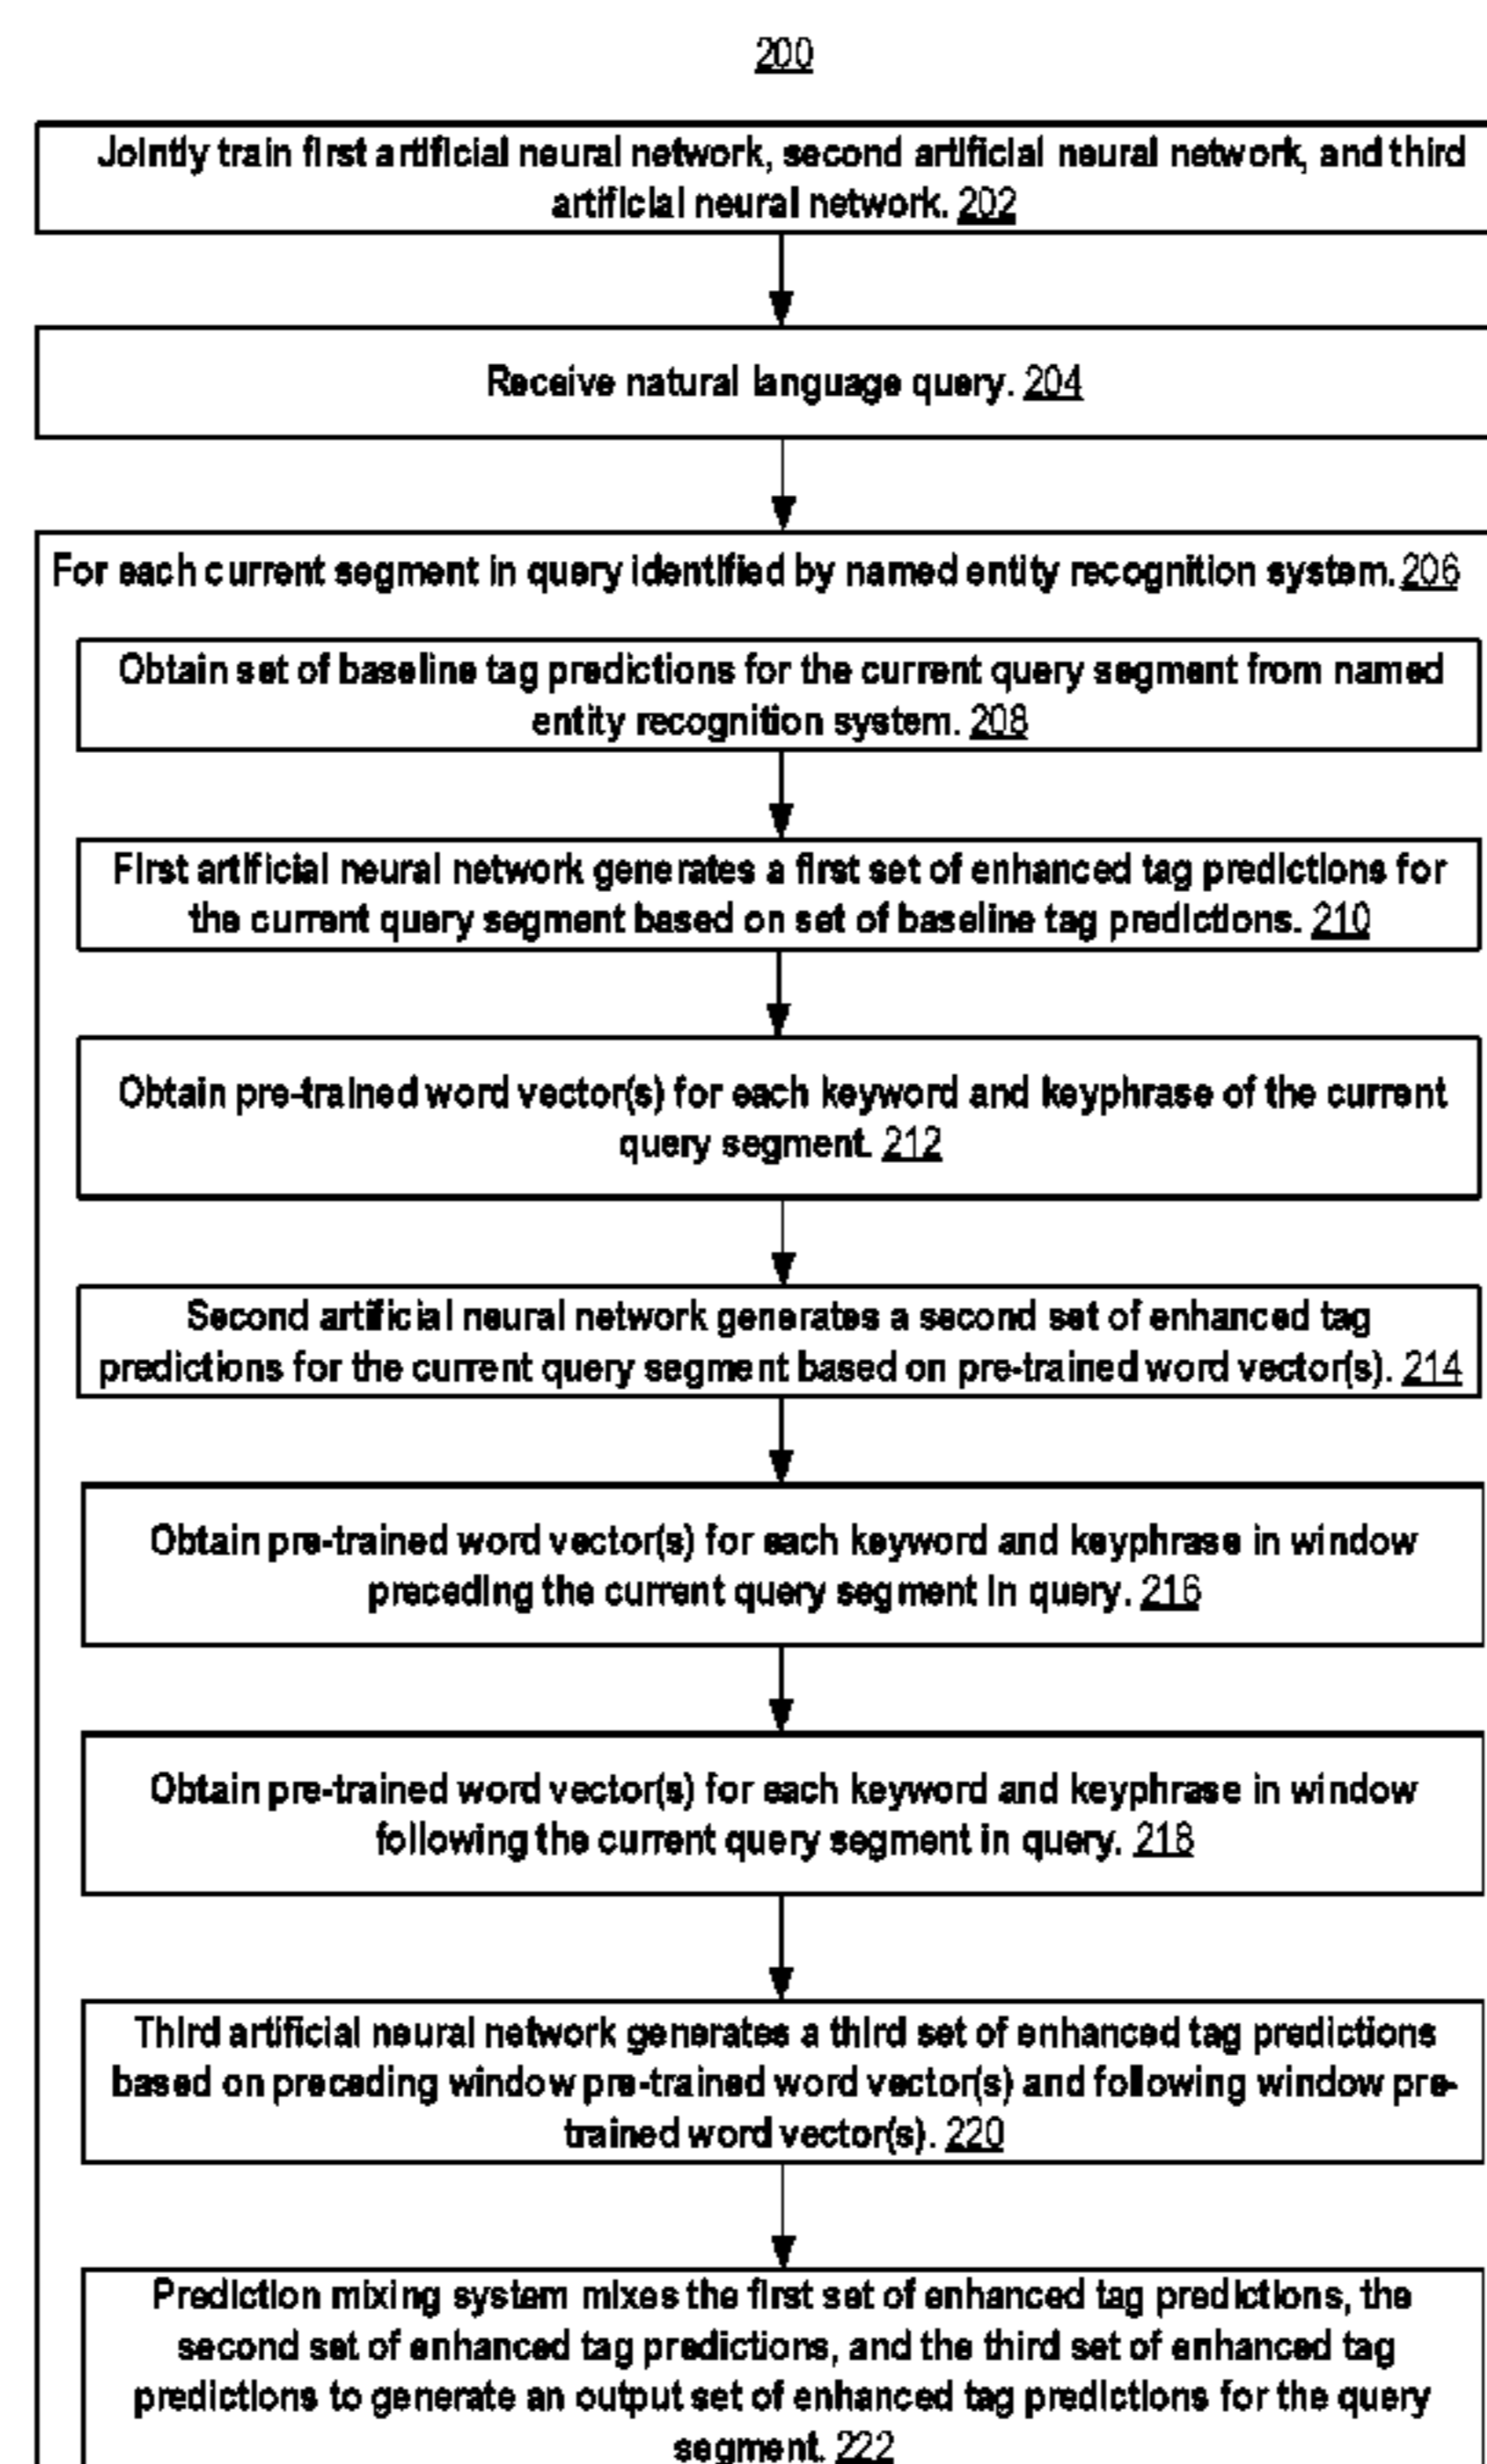 200
Jointly train first artificial neural network, second artificial neural network, and third
artificial neural network. 202
Receive natural language query. 204
For each current segment in query identified by named entity recognition system. 206
Obtain set of baseline tag predictions for the current query segment from named
entity recognition system. 208
First artificial neural network generates a first set of enhanced tag predictions for
the current query segment based on set of baseline tag predictions. 210
Obtain pre-trained word vector(s) for each keyword and keyphrase of the current
query segment. 212
Second artificial neural network generates a second set of enhanced tag
predictions for the current query segment based on pre-trained word vector(s). 214
Obtain pre-trained word vector(s) for each keyword and keyphrase in window
preceding the current query segment in query. 216
Obtain pre-trained word vector(s) for each keyword and keyphrase in window
following the current query segment in query. 218
Third artificial neural network generates a third set of enhanced tag predictions
based on preceding window pre-trained word vector(s) and following window pre-
trained word vector(s). 220
Prediction mixing system mixes the first set of enhanced tag predictions, the
second set of enhanced tag predictions, and the third set of enhanced tag
predictions to generate an output set of enhanced tag predictions for the query
segment. 222